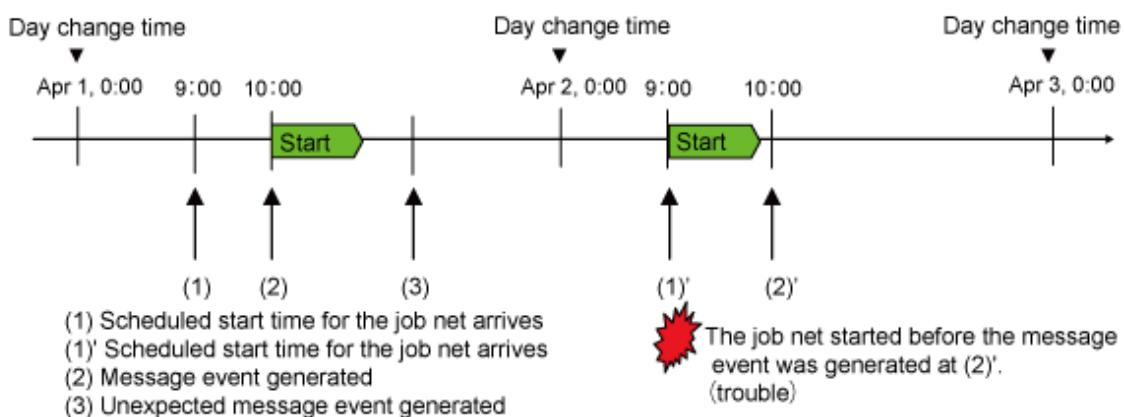 Day change time Day change time Day change time
Apr 1, 0:00 9:00 10:00 Apr 2, 0:00 9:00 10:00 Apr 3, 0:00
Start Start
(1) (2) (3) (1)' (2)'
(1) Scheduled start time for the job net arrives
(1)' Scheduled start time for the job net arrives
(2) Message event generated
(3) Unexpected message event generated
The job net started before the message
event was generated at (2)'.
(trouble)